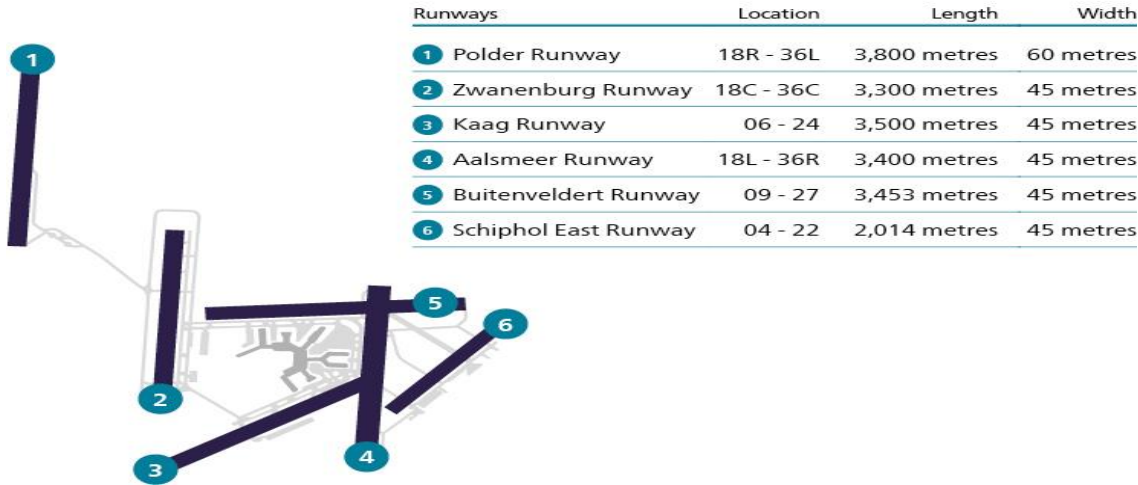 Runways Location Length Width
1 Polder Runway 18R - 36L 3,800 metres 60 metres
2 Zwanenburg Runway 18C - 36C 3,300 metres 45 metres
3 Kaag Runway 06 - 24 3,500 metres 45 metres
4 Aalsmeer Runway 18L - 36R 3,400 metres 45 metres
5 Buitenveldert Runway 09 - 27 3,453 metres 45 metres
6 Schiphol East Runway 04 - 22 2,014 metres 45 metres
1
5
6
2
4
3